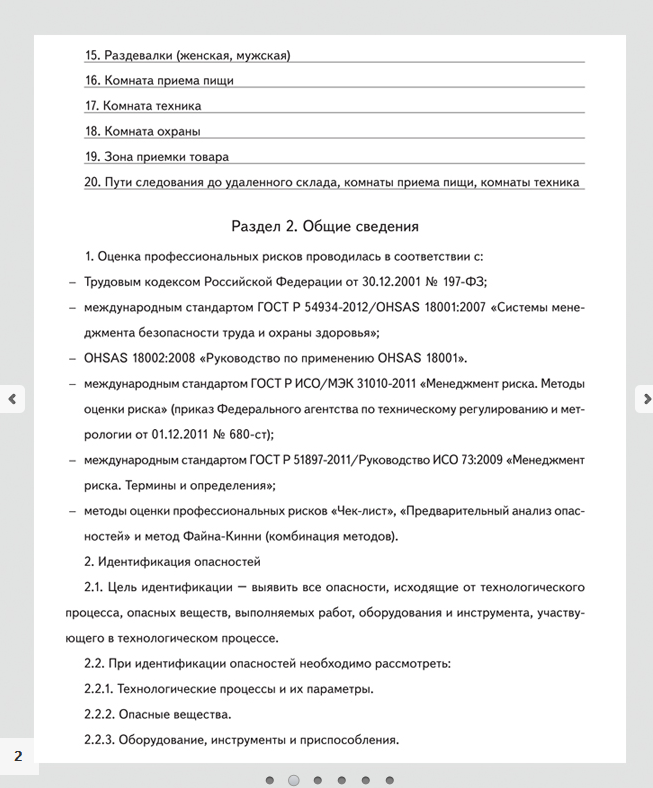 15. Раздевалки (женская, мужская)
16. Комната приема пищи
17. Комната техника
18. Комната охраны
19. Зона приемки товара
20. Пути следования до удаленного склада, комнаты приема пищи, комнаты техника
Раздел 2. Общие сведения
1. Оценка профессиональных рисков проводилась в соответствии с:
– Трудовым кодексом Российской Федерации от 30.12.2001 № 197-ФЗ;
– международным стандартом ГОСТ Р 54934-2012/OHSAS 18001:2007 «Системы мене-
джмента безопасности труда и охраны здоровья»;
– OHSAS 18002:2008 «Руководство по применению OHSAS 18001».
– международным стандартом ГОСТ Р ИСО/МЭК 31010-2011 «Менеджмент риска. Методы
оценки риска» (приказ Федерального агентства по техническому регулированию и мет-
рологии от 01.12.2011 № 680-ст);
– международным стандартом ГОСТ Р 51897-2011/Руководство ИСО 73:2009 «Менеджмент
риска. Термины и определения»;
– методы оценки профессиональных рисков «Чек-лист», «Предварительный анализ опас-
ностей» и метод Файна-Кинни (комбинация методов).
2. Идентификация опасностей
2.1. Цель идентификации — выявить все опасности, исходящие от технологического
процесса, опасных веществ, выполняемых работ, оборудования и инструмента, участву-
ющего в технологическом процессе.
2.2. При идентификации опасностей необходимо рассмотреть:
2.2.1. Технологические процессы и их параметры.
2.2.2. Опасные вещества.
2.2.3. Оборудование, инструменты и приспособления.
2